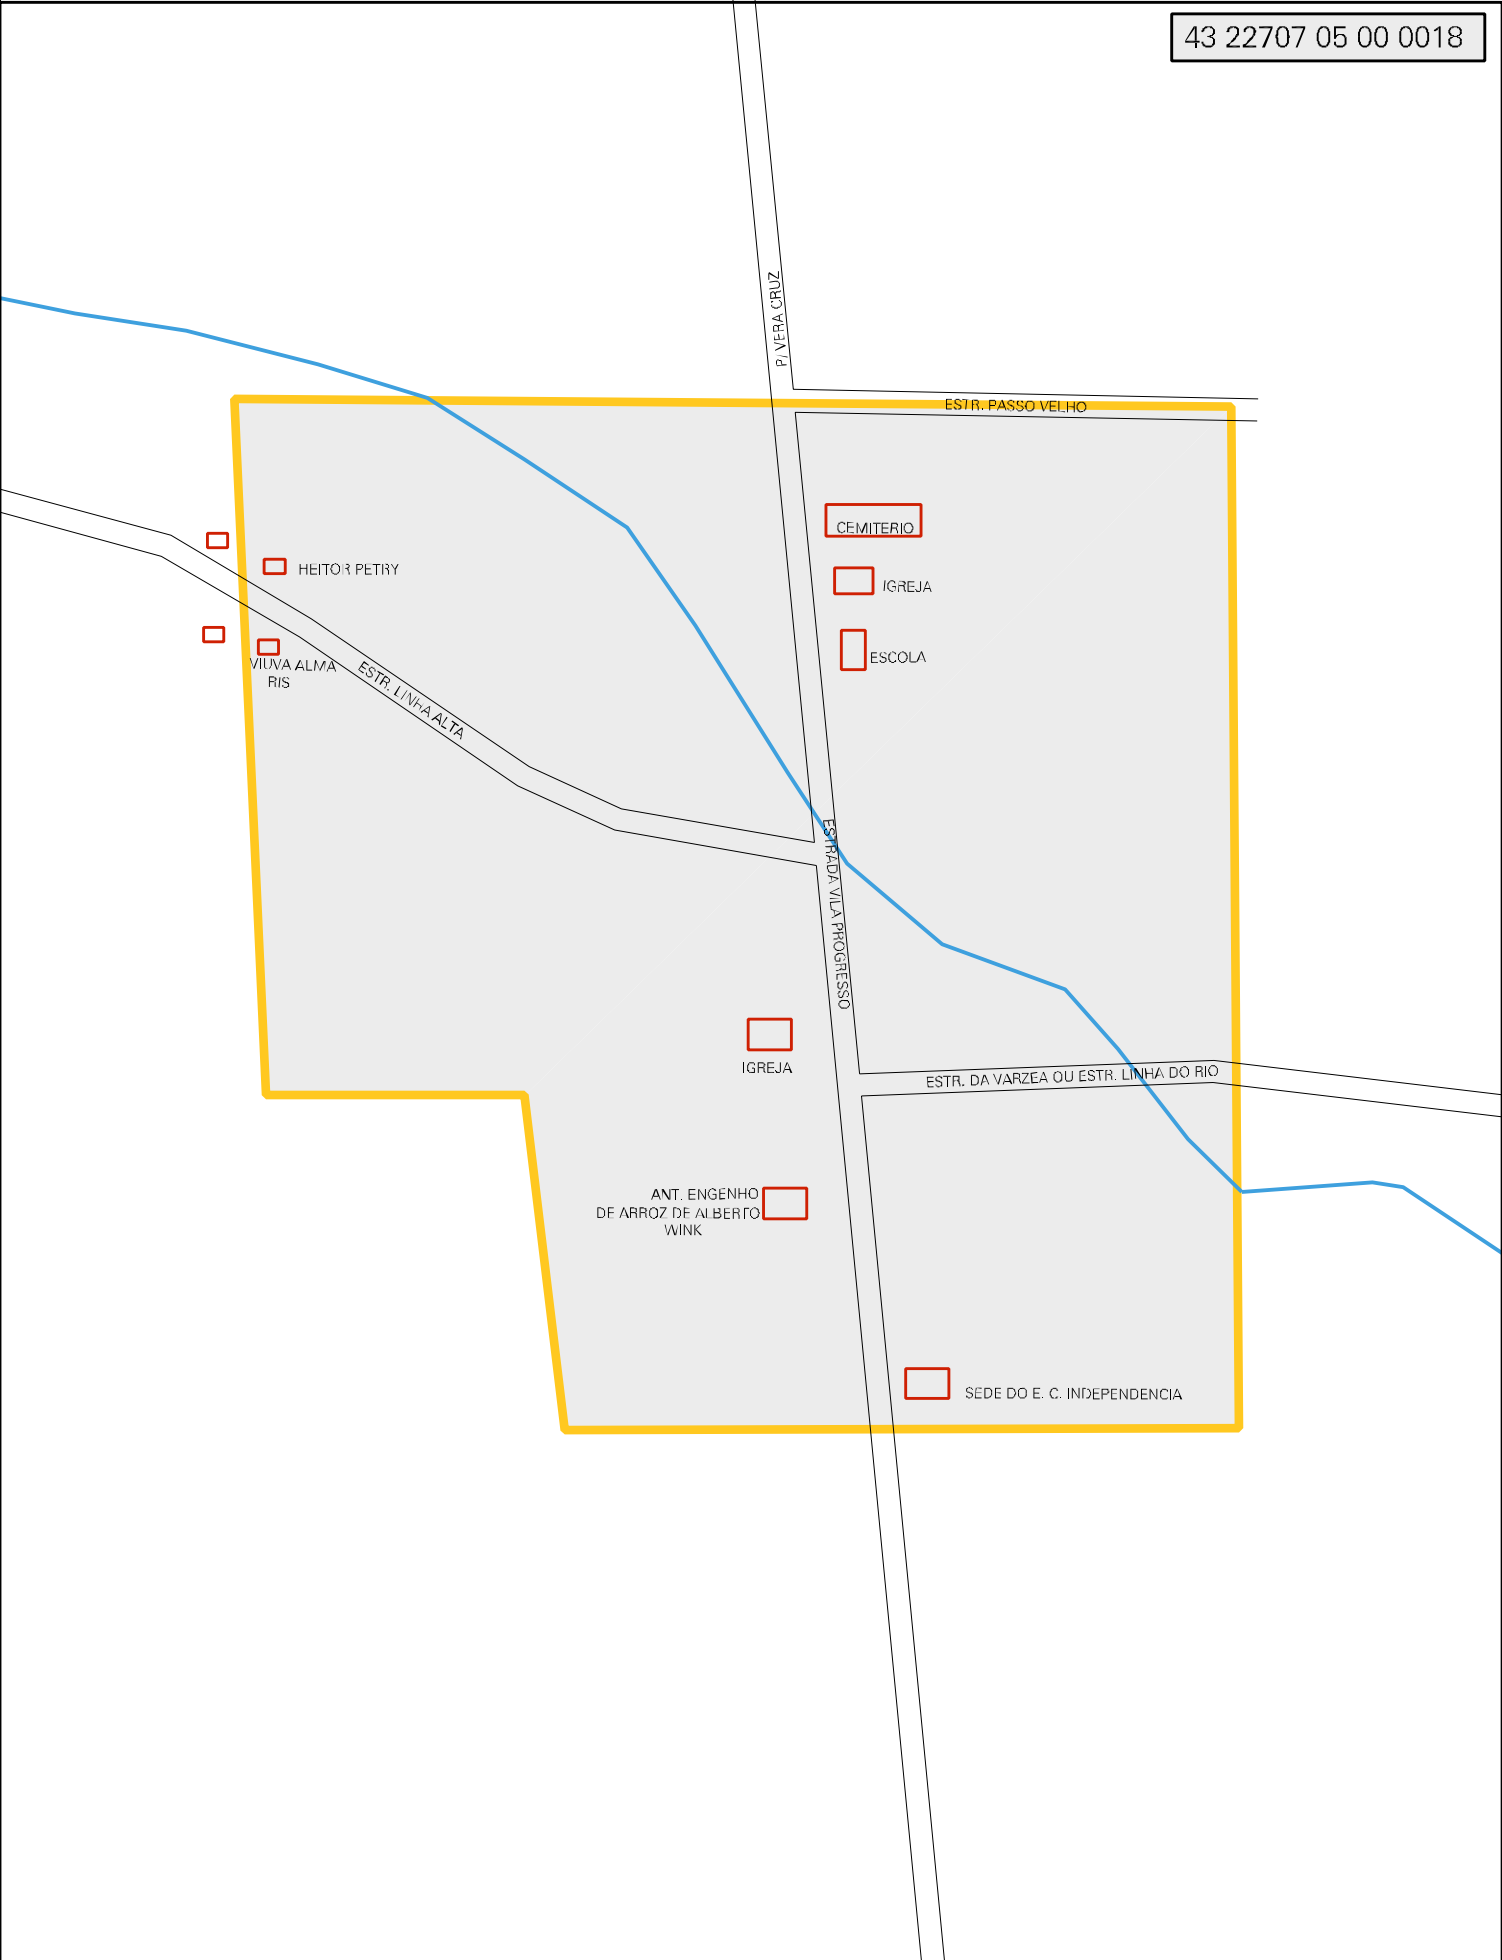 43 22707 05 00 0018
P/ VERA CRUZ
ESTR. PASSO VELHO
CEMITERIO
HEITOR PETRY
IGREJA
ESCOLA
VIUVA ALMA
RIS
ESTR. LINHA ALTA
ESTRADA VILA PROGRESSO
IGREJA
ESTR. DA VARZEA OU ESTR. LINHA DO RIO
ANT. ENGENHO
DE ARROZ DE ALBERTO
WINK
SEDE DO E. C. INDEPENDENCIA